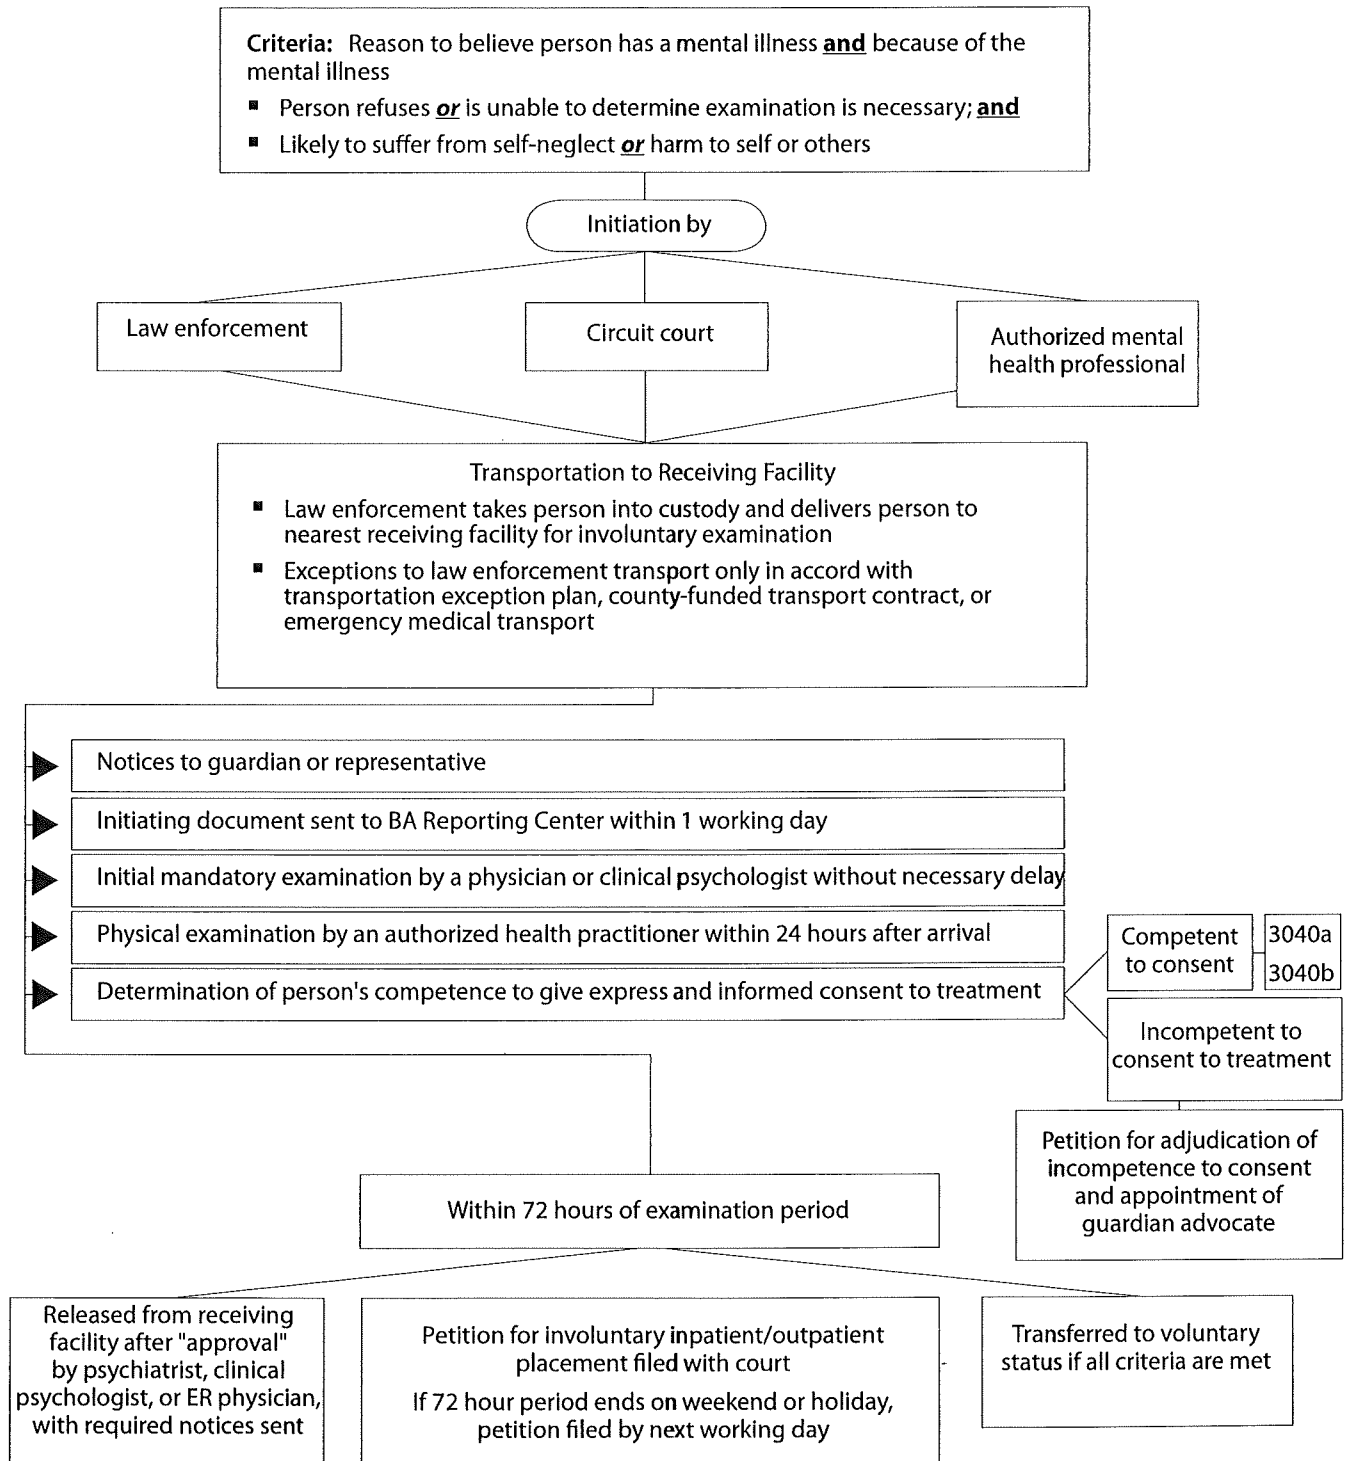 Criteria: Reason to believe person has a mental illness and because of the
mental illness
■ Person refuses or is unable to determine examination is necessary; and
■ Likely to suffer from self-neglect or harm to self or others
Initiation by
Law enforcement
Circuit court
Authorized mental
health professional
Transportation to Receiving Facility
■ Law enforcement takes person into custody and delivers person to
nearest receiving facility for involuntary examination
■ Exceptions to law enforcement transport only in accord with
transportation exception plan, county-funded transport contract, or
emergency medical transport
Notices to guardian or representative
Initiating document sent to BA Reporting Center within 1 working day
Initial mandatory examination by a physician or clinical psychologist without necessary delay
Physical examination by an authorized health practitioner within 24 hours after arrival
Determination of person's competence to give express and informed consent to treatment
Competent
to consent
3040a
3040b
Incompetent to
consent to treatment
Petition for adjudication of
incompetence to consent
and appointment of
guardian advocate
Within 72 hours of examination period
Released from receiving
facility after "approval"
by psychiatrist, clinical
psychologist, or ER physician,
with required notices sent
Petition for involuntary inpatient/outpatient
placement filed with court
If 72 hour period ends on weekend or holiday,
petition filed by next working day
Transferred to voluntary
status if all criteria are met